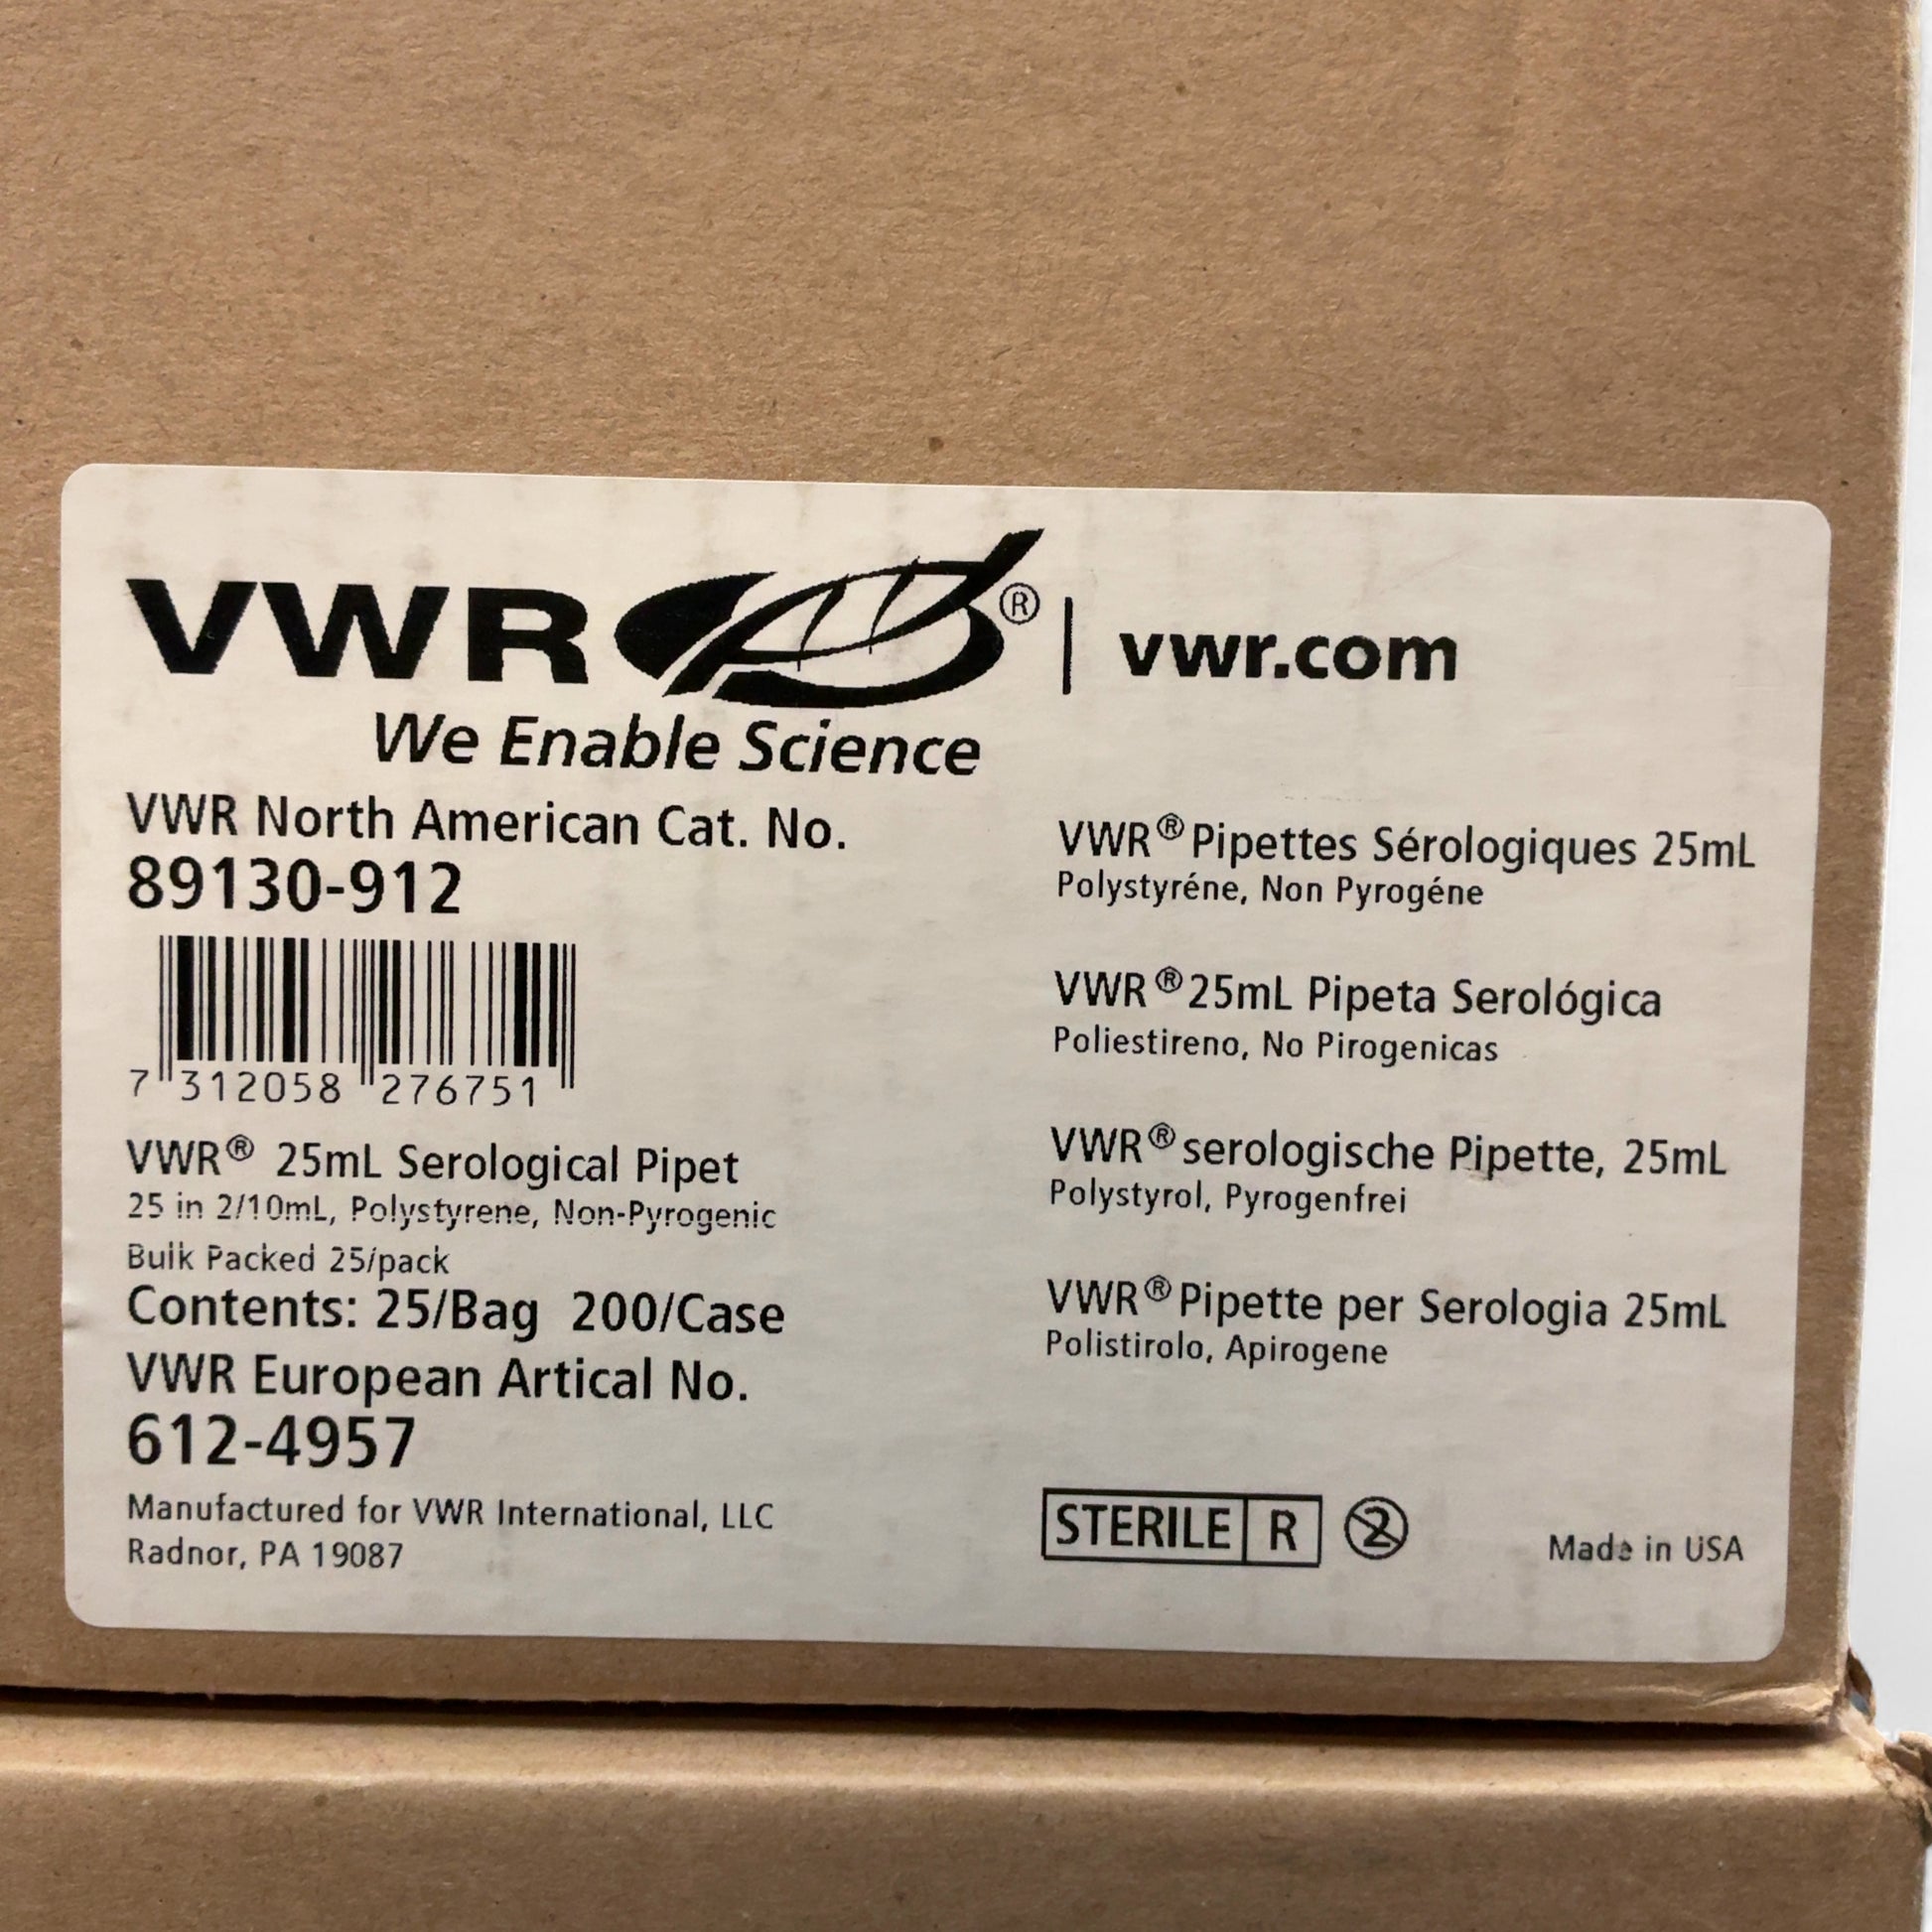 VWR® | vwr.com
We Enable Science
VWR North American Cat. No.
89130-912
7 312058 276751
VWR® 25mL Serological Pipet
25 in 2/10mL, Polystyrene, Non-Pyrogenic
Bulk Packed 25/pack
Contents: 25/Bag 200/Case
VWR European Artical No.
612-4957
Manufactured for VWR International, LLC
Radnor, PA 19087
VWR® Pipettes Sérologiques 25mL
Polystyréne, Non Pyrogéne
VWR® 25mL Pipeta Serológica
Poliestireno, No Pirogenicas
VWR® serologische Pipette, 25mL
Polystyrol, Pyrogenfrei
VWR® Pipette per Serologia 25mL
Polistirolo, Apirogene
STERILE R 2
Made in USA